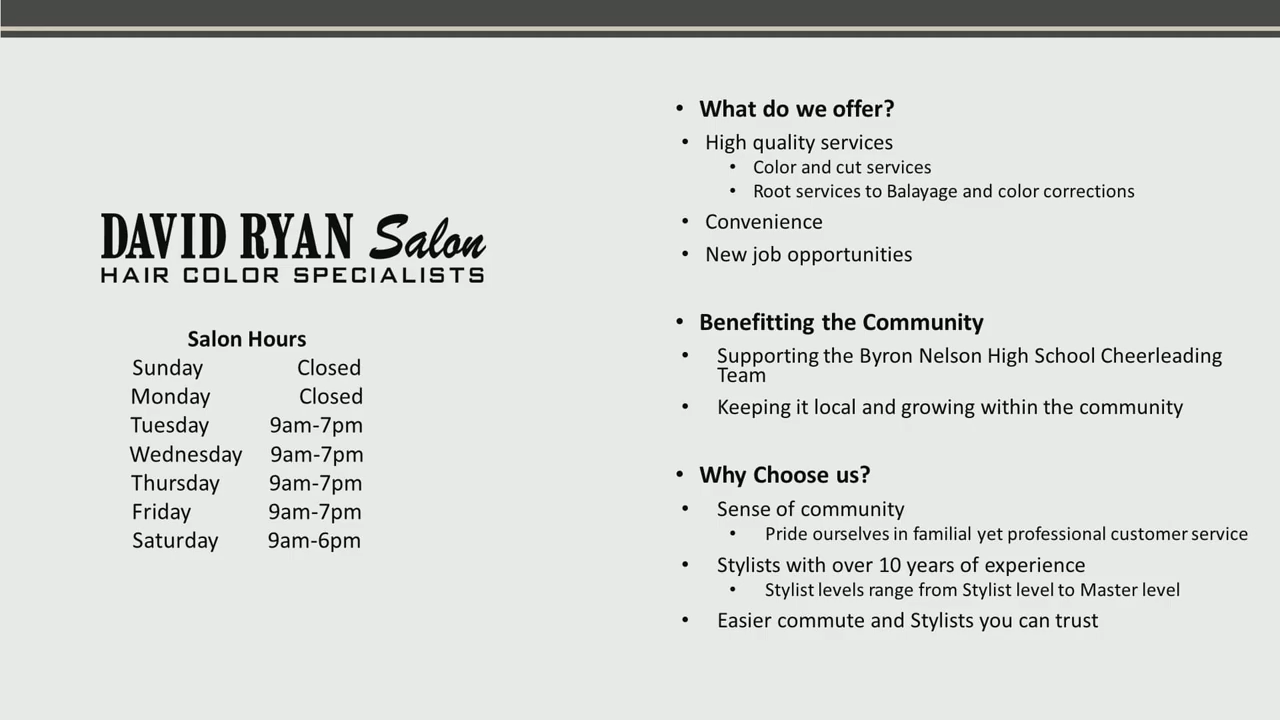 DAVID RYAN Salon
HAIR COLOR SPECIALISTS
Salon Hours
Sunday Closed
Monday Closed
Tuesday 9am-7pm
Wednesday 9am-7pm
Thursday 9am-7pm
Friday 9am-7pm
Saturday 9am-6pm
• What do we offer?
• High quality services
• Color and cut services
• Root services to Balayage and color corrections
• Convenience
• New job opportunities
• Benefitting the Community
• Supporting the Byron Nelson High School Cheerleading
Team
• Keeping it local and growing within the community
• Why Choose us?
• Sense of community
• Pride ourselves in familial yet professional customer service
• Stylists with over 10 years of experience
• Stylist levels range from Stylist level to Master level
• Easier commute and Stylists you can trust